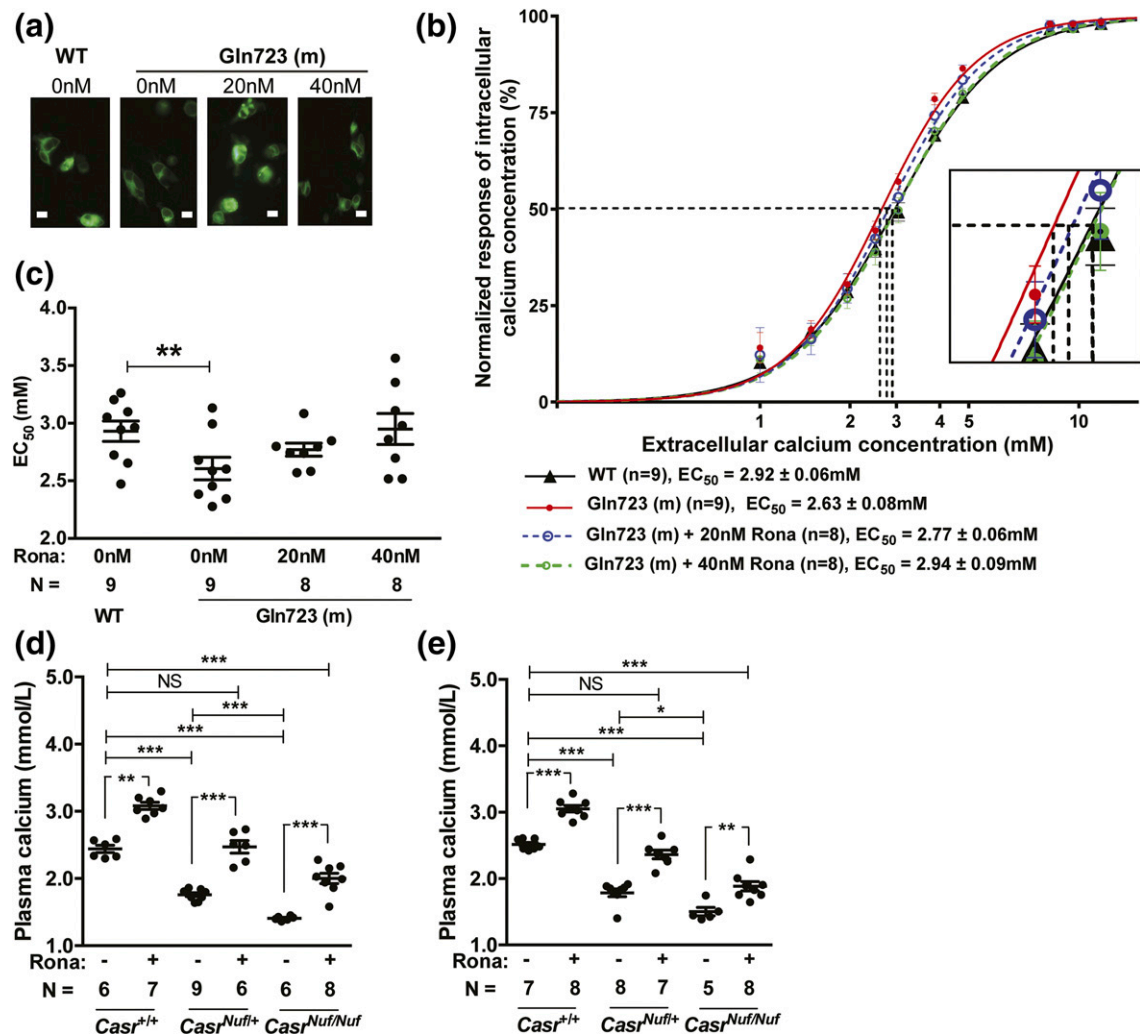 (a)
WT Gln723 (m)
0nM 0nM 20nM 40nM
(b)
Normalized response of intracellular
calcium concentration (%)
100
75
50
25
0
1 2 3 4 5 10
Extracellular calcium concentration (mM)
WT (n=9), EC50 = 2.92 ± 0.06mM
Gln723 (m) (n=9), EC50 = 2.63 ± 0.08mM
Gln723 (m) + 20nM Rona (n=8), EC50 = 2.77 ± 0.06mM
Gln723 (m) + 40nM Rona (n=8), EC50 = 2.94 ± 0.09mM
(c)
EC50 (mM)
4.0
3.5
3.0
2.5
2.0
**
Rona: 0nM 0nM 20nM 40nM
N = 9 9 8 8
WT Gln723 (m)
(d)
Plasma calcium (mmol/L)
5.0
4.0
3.0
2.0
1.0
***
NS
***
***
***
** *** ***
Rona: - + - + - +
N = 6 7 9 6 6 8
Casr+/+ CasrNuf/+ CasrNuf/Nuf
(e)
Plasma calcium (mmol/L)
5.0
4.0
3.0
2.0
1.0
***
NS
*
***
***
*** *** **
Rona: - + - + - +
N = 7 8 8 7 5 8
Casr+/+ CasrNuf/+ CasrNuf/Nuf